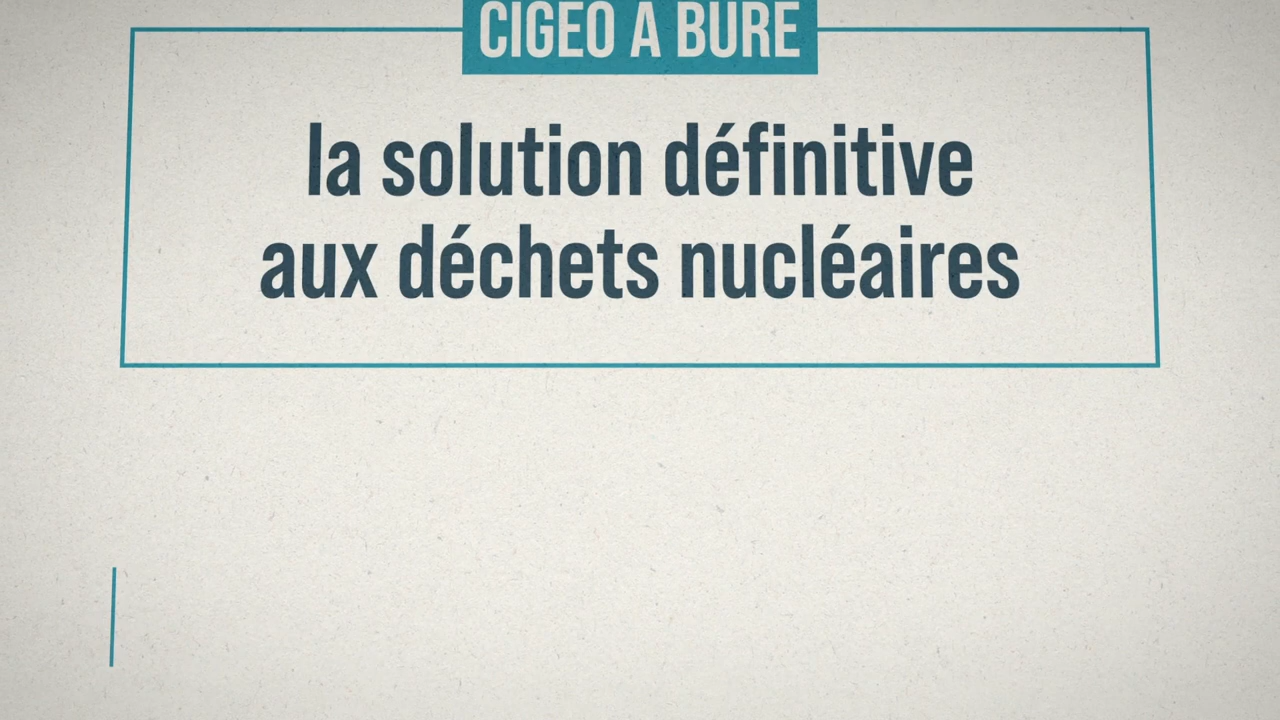 CIGEO A BURE
la solution définitive
aux déchets nucléaires